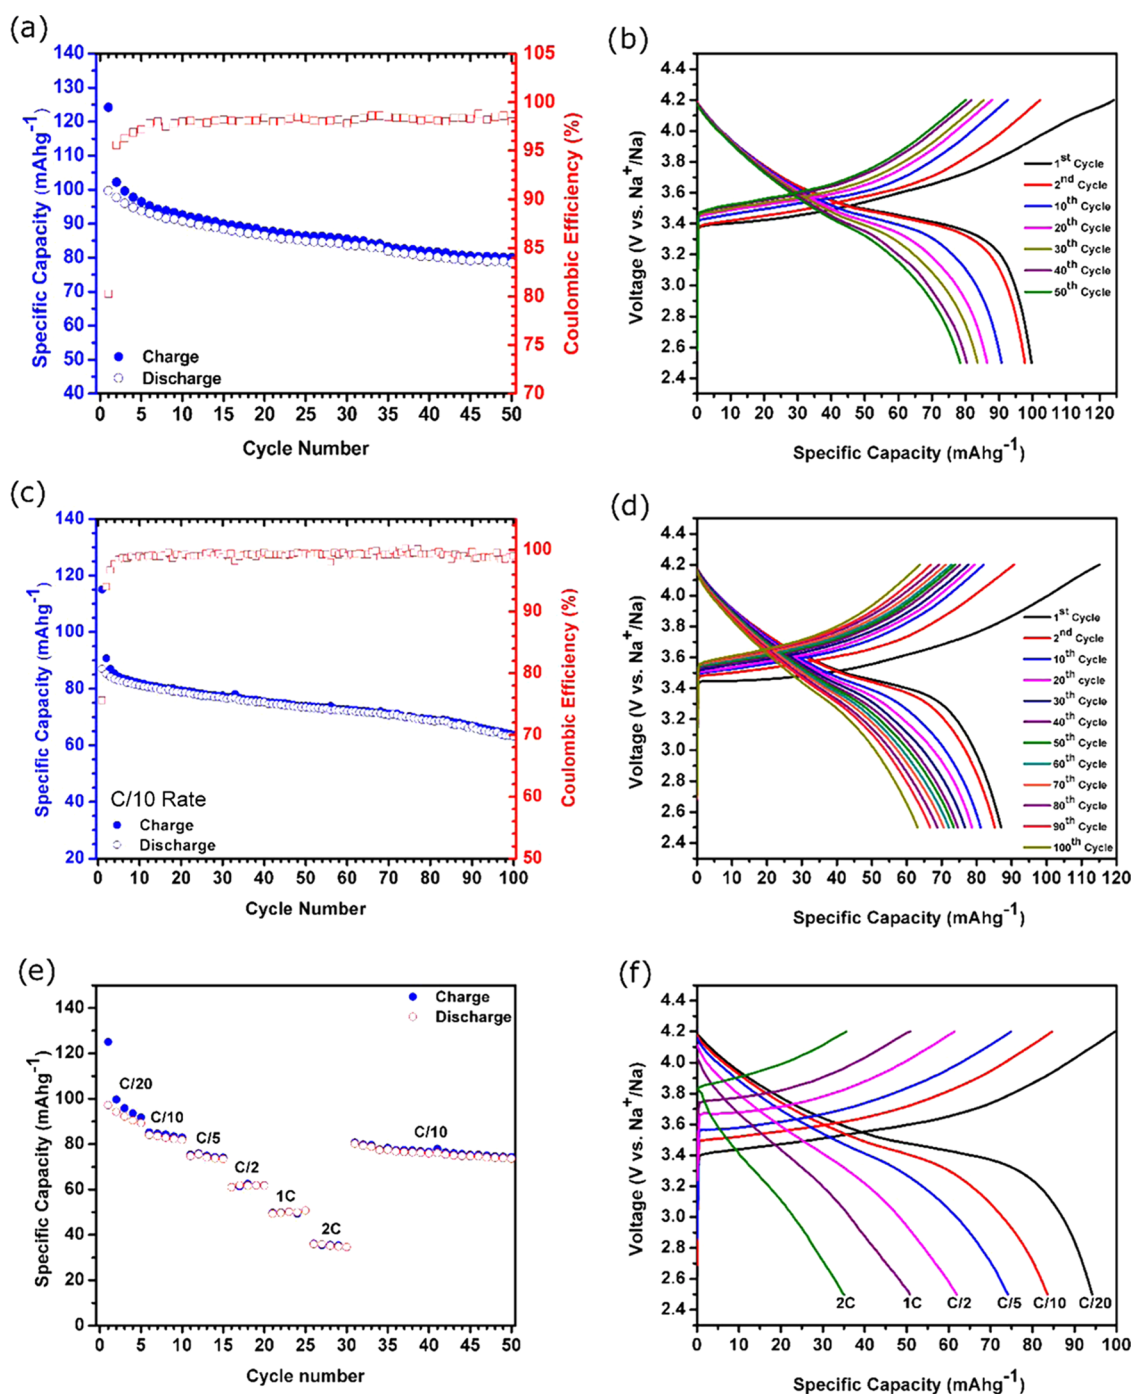 (a)
140
130
120
110
100
90
80
70
60
50
40
Specific Capacity (mAhg⁻¹)
105
100
95
90
85
80
75
70
Coulombic Efficiency (%)
Charge
Discharge
0 5 10 15 20 25 30 35 40 45 50
Cycle Number
(b)
4.4
4.2
4.0
3.8
3.6
3.4
3.2
3.0
2.8
2.6
2.4
Voltage (V vs. Na⁺/Na)
1ˢᵗ Cycle
2ⁿᵈ Cycle
10ᵗʰ Cycle
20ᵗʰ Cycle
30ᵗʰ Cycle
40ᵗʰ Cycle
50ᵗʰ Cycle
0 10 20 30 40 50 60 70 80 90 100 110 120
Specific Capacity (mAhg⁻¹)
(c)
140
120
100
80
60
40
20
Specific Capacity (mAhg⁻¹)
100
90
80
70
60
50
Coulombic Efficiency (%)
C/10 Rate
Charge
Discharge
0 10 20 30 40 50 60 70 80 90 100
Cycle Number
(d)
4.4
4.2
4.0
3.8
3.6
3.4
3.2
3.0
2.8
2.6
2.4
Voltage (V vs. Na⁺/Na)
1ˢᵗ Cycle
2ⁿᵈ Cycle
10ᵗʰ Cycle
20ᵗʰ Cycle
30ᵗʰ Cycle
40ᵗʰ Cycle
50ᵗʰ Cycle
60ᵗʰ Cycle
70ᵗʰ Cycle
80ᵗʰ Cycle
90ᵗʰ Cycle
100ᵗʰ Cycle
0 10 20 30 40 50 60 70 80 90 100 110 120
Specific Capacity (mAhg⁻¹)
(e)
140
120
100
80
60
40
20
0
Specific Capacity (mAhg⁻¹)
Charge
Discharge
C/20
C/10
C/5
C/2
1C
2C
C/10
0 5 10 15 20 25 30 35 40 45 50
Cycle number
(f)
4.4
4.2
4.0
3.8
3.6
3.4
3.2
3.0
2.8
2.6
2.4
Voltage (V vs. Na⁺/Na)
2C 1C C/2 C/5 C/10 C/20
0 10 20 30 40 50 60 70 80 90 100
Specific Capacity (mAhg⁻¹)